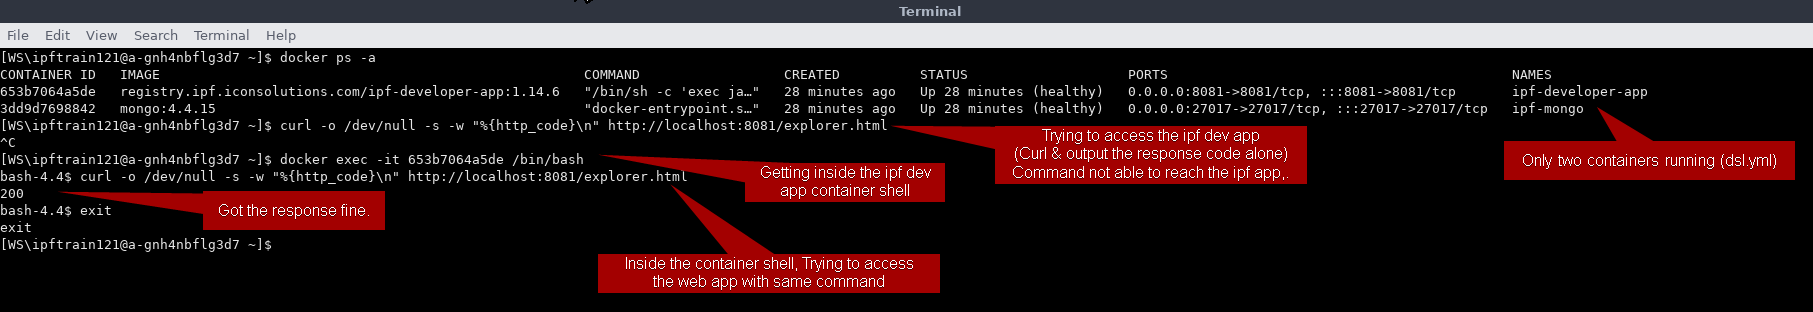 Terminal
File Edit View Search Terminal Help
[WS\ipftrain121@a-gnh4nbflg3d7 ~]$ docker ps -a
CONTAINER ID IMAGE COMMAND CREATED STATUS PORTS NAMES
653b7064a5de registry.ipf.iconsolutions.com/ipf-developer-app:1.14.6 "/bin/sh -c 'exec ja…" 28 minutes ago Up 28 minutes (healthy) 0.0.0.0:8081->8081/tcp, :::8081->8081/tcp ipf-developer-app
3dd9d7698842 mongo:4.4.15 "docker-entrypoint.s…" 28 minutes ago Up 28 minutes (healthy) 0.0.0.0:27017->27017/tcp, :::27017->27017/tcp ipf-mongo
[WS\ipftrain121@a-gnh4nbflg3d7 ~]$ curl -o /dev/null -s -w "%{http_code}\n" http://localhost:8081/explorer.html
^C
[WS\ipftrain121@a-gnh4nbflg3d7 ~]$ docker exec -it 653b7064a5de /bin/bash
bash-4.4$ curl -o /dev/null -s -w "%{http_code}\n" http://localhost:8081/explorer.html
200
bash-4.4$ exit
exit
[WS\ipftrain121@a-gnh4nbflg3d7 ~]$
Trying to access the ipf dev app
(Curl & output the response code alone)
Command not able to reach the ipf app,.
Only two containers running (dsl.yml)
Getting inside the ipf dev
app container shell
Got the response fine.
Inside the container shell, Trying to access
the web app with same command